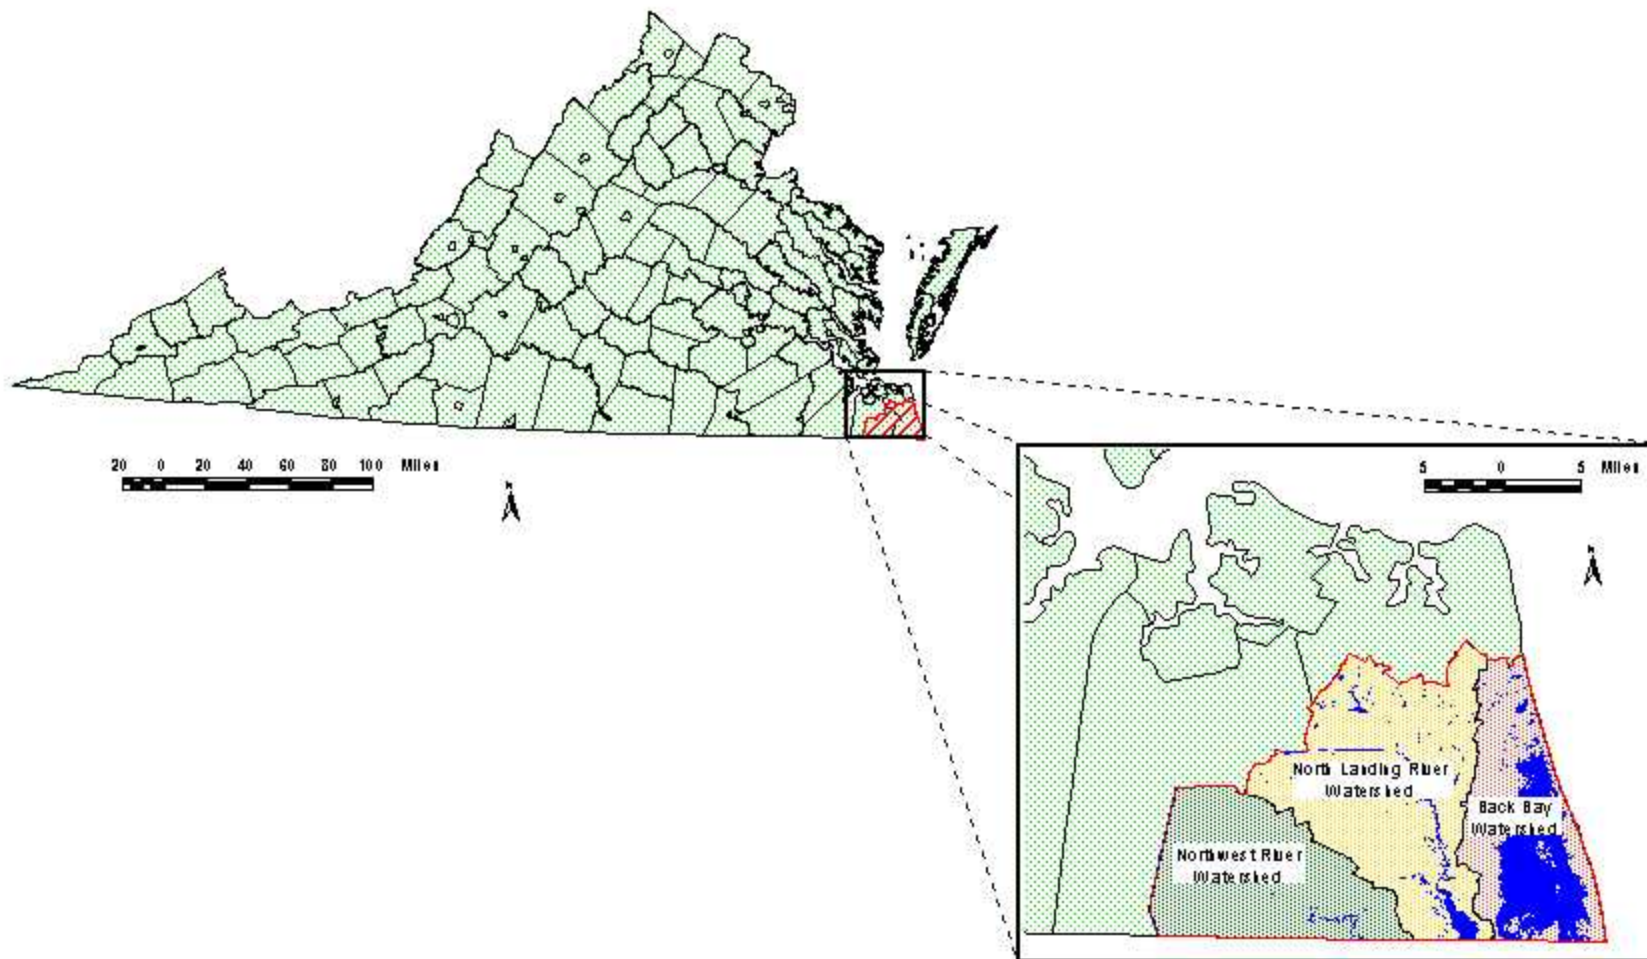 20 0 20 40 60 80 100 Miles
N
5 0 5 Miles
N
North Landing River
Watershed
Back Bay
Watershed
Northwest River
Watershed